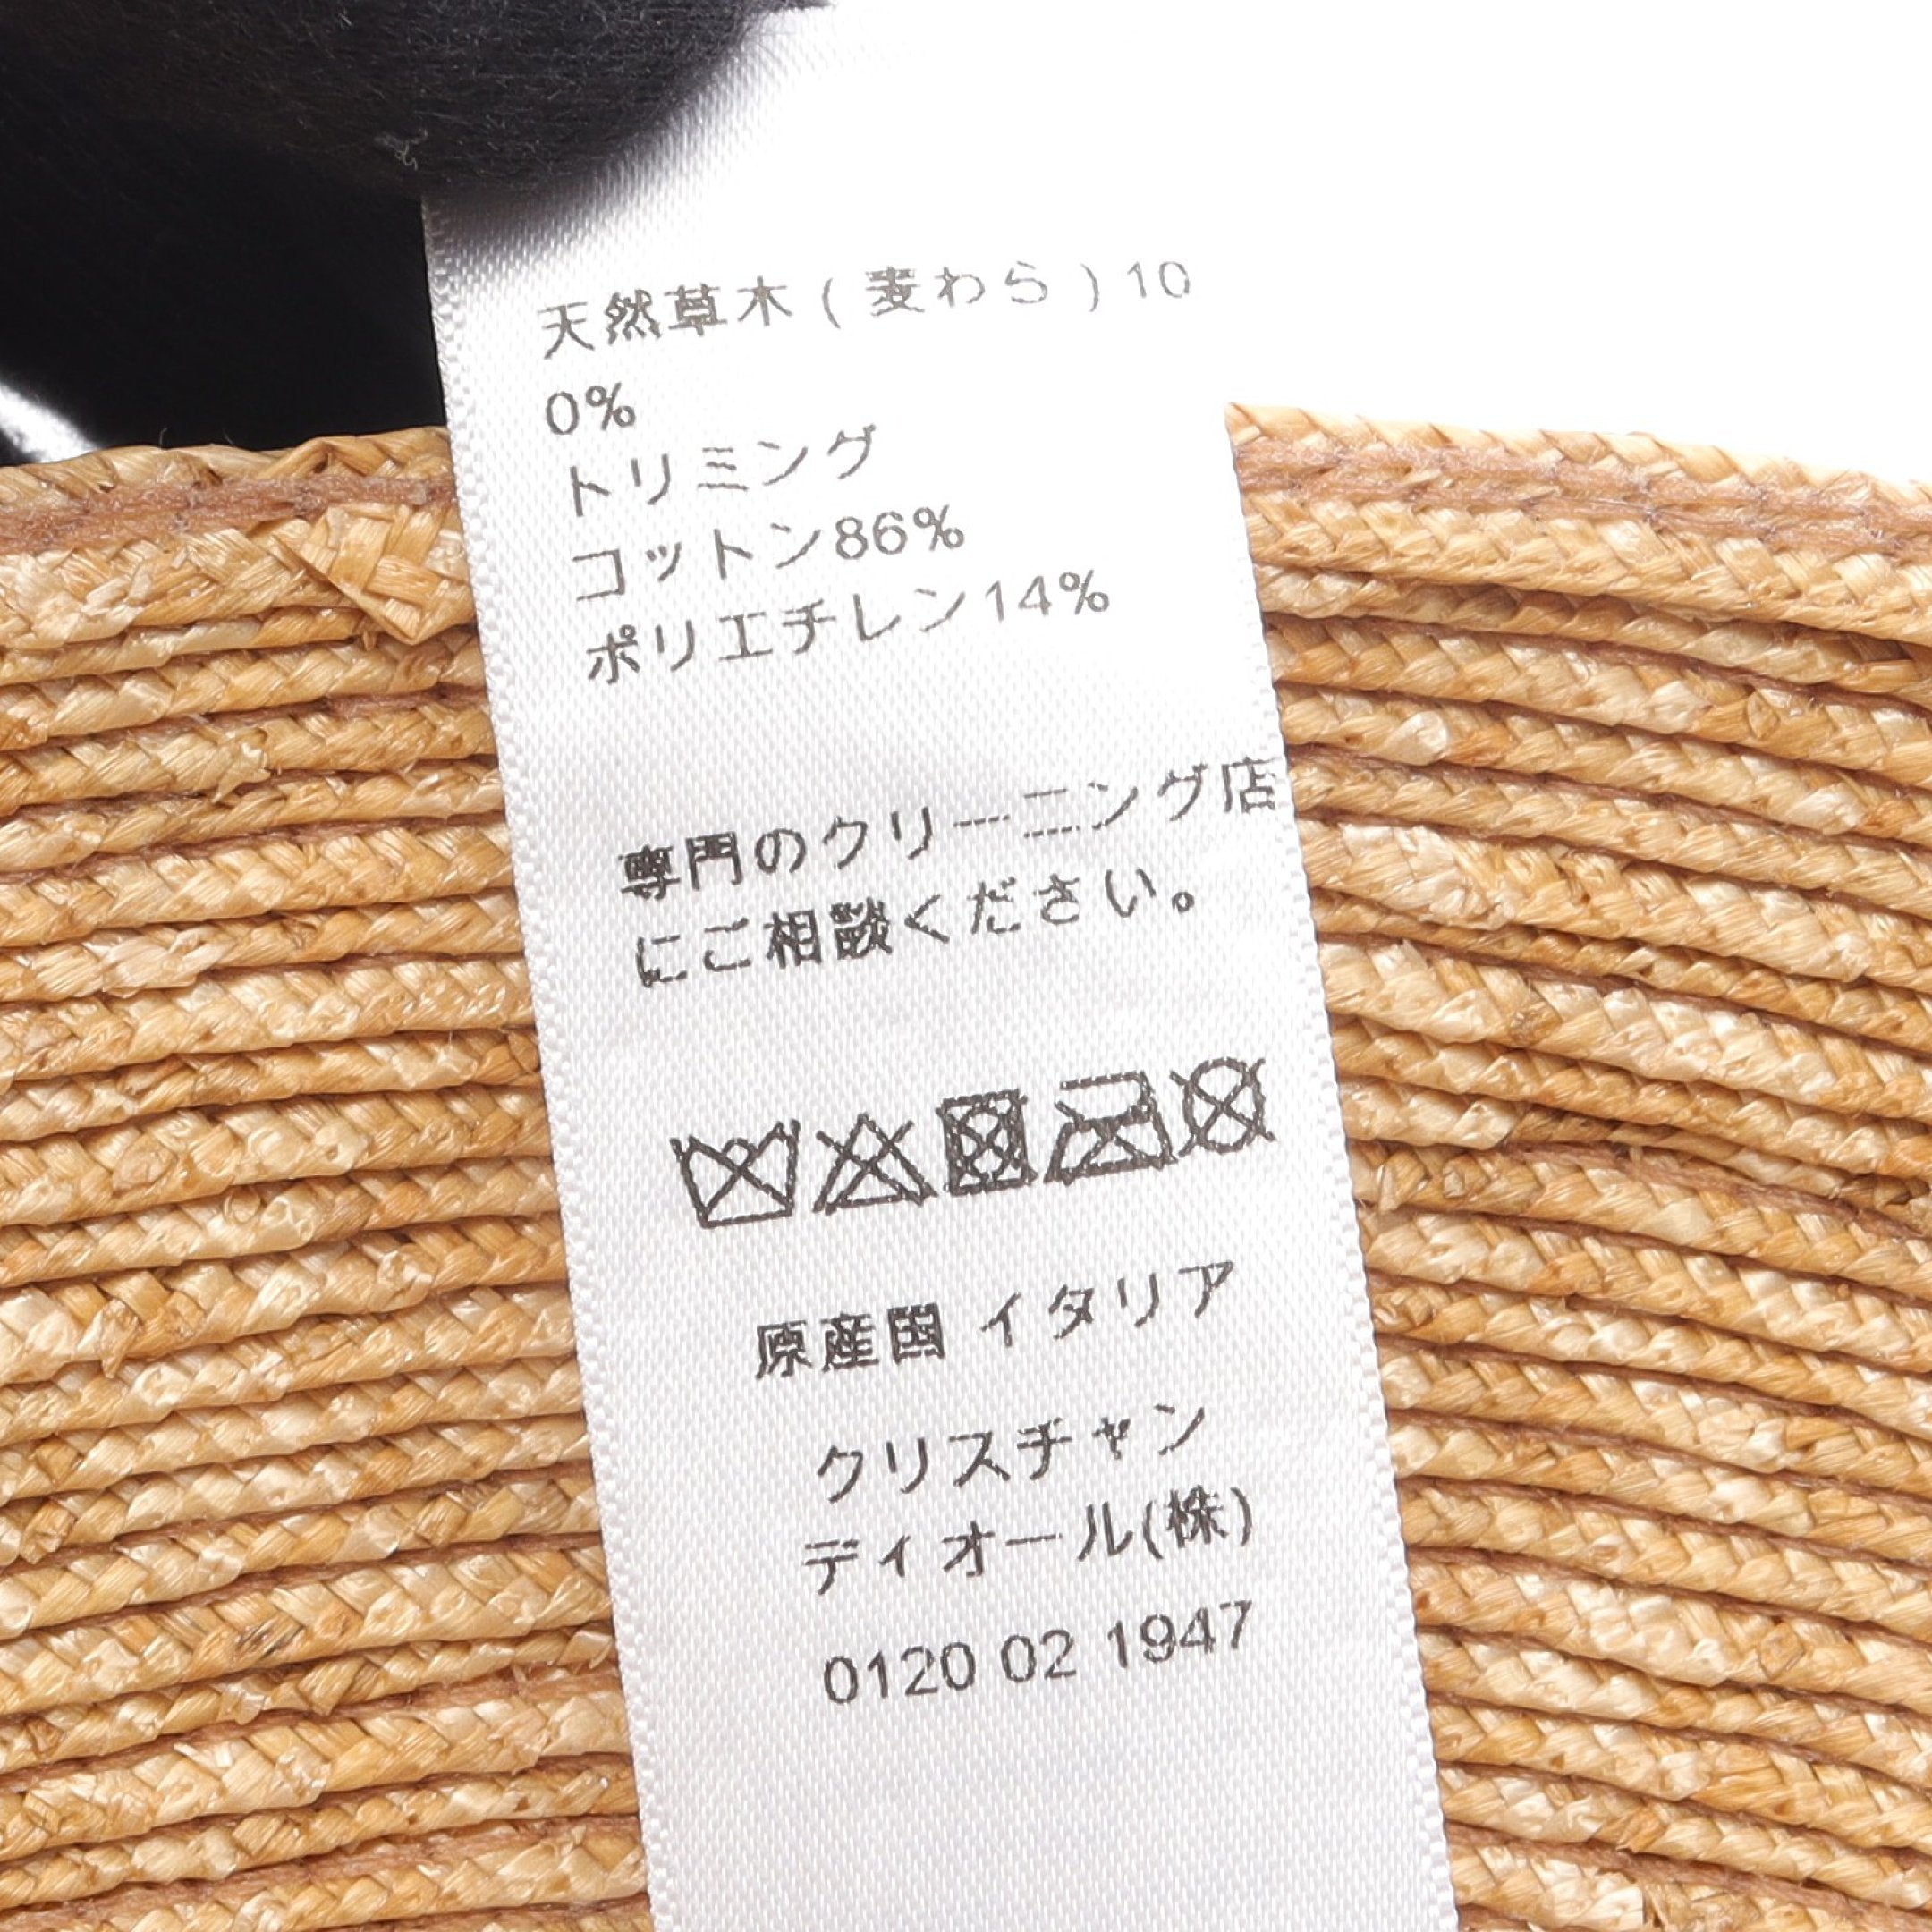 天然草木(麦わら)10
0%
トリミング
コットン86%
ポリエチレン14%
専門のクリーニング店
にご相談ください。
原産国 イタリア
クリスチャン
ディオール(株)
0120 02 1947